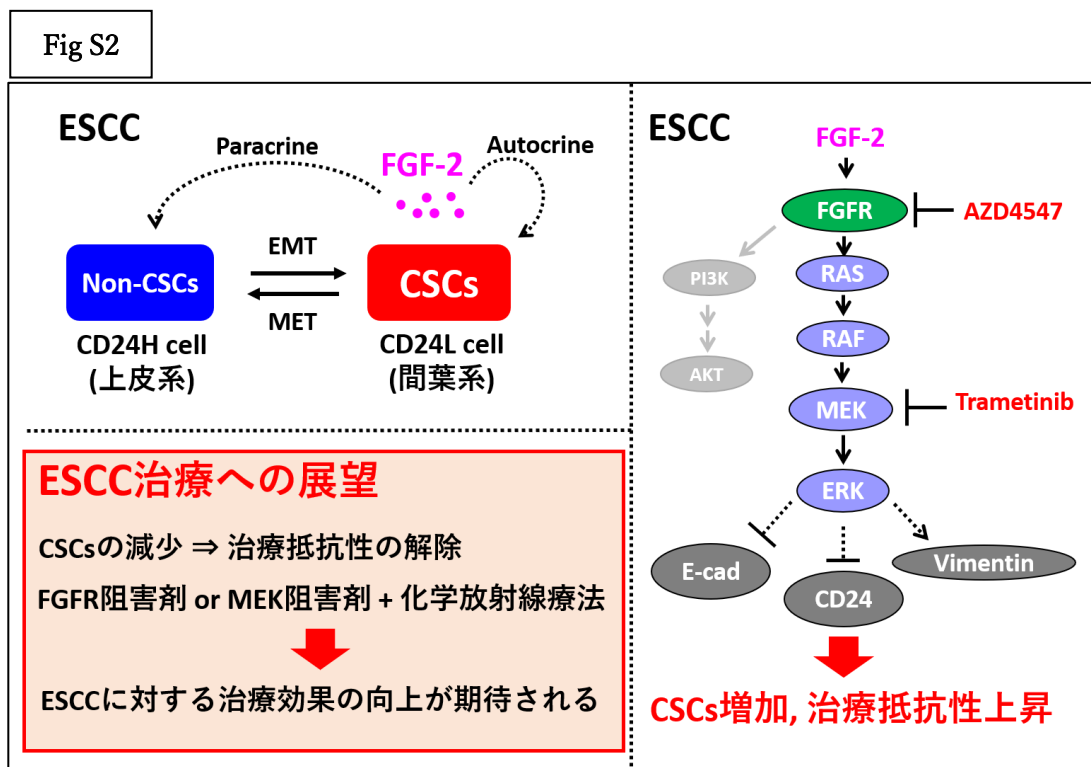 Fig S2
ESCC
Paracrine
Autocrine
FGF-2
Non-CSCs
EMT
MET
CSCs
CD24H cell
(上皮系)
CD24L cell
(間葉系)
ESCC治療への展望
CSCsの減少 ⇒ 治療抵抗性の解除
FGFR阻害剤 or MEK阻害剤 + 化学放射線療法
ESCCに対する治療効果の向上が期待される
ESCC
FGF-2
FGFR
AZD4547
PI3K
RAS
RAF
AKT
MEK
Trametinib
ERK
E-cad
CD24
Vimentin
CSCs増加, 治療抵抗性上昇